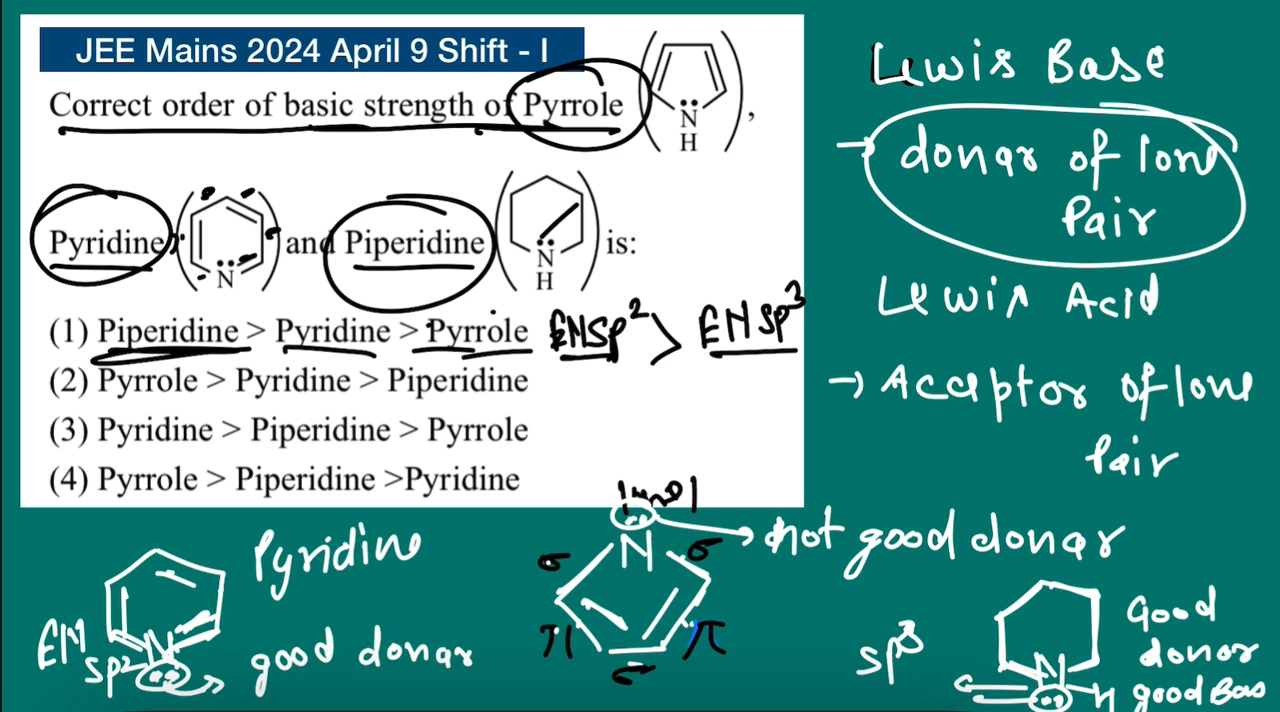 JEE Mains 2024 April 9 Shift - I
Correct order of basic strength of Pyrrole ( N H ),
Pyridine ( N ) and Piperidine ( N H ) is:
(1) Piperidine > Pyridine > Pyrrole
(2) Pyrrole > Pyridine > Piperidine
(3) Pyridine > Piperidine > Pyrrole
(4) Pyrrole > Piperidine >Pyridine
ENSp² > ENSp³
Lewis Base
→ donar of lone
Pair
Lewis Acid
→ Acceptor of lone
Pair
Pyridine
EN
sp²
N
good donar
N
σ σ
π π
→ not good donar
sp³
N H
Good
donor
good Bas